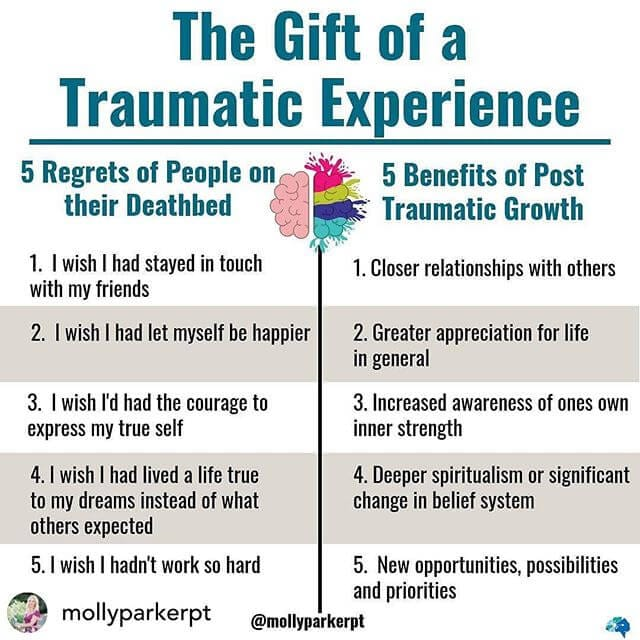 The Gift of a
Traumatic Experience
5 Regrets of People on
their Deathbed
1. I wish I had stayed in touch
with my friends
2. I wish I had let myself be happier
3. I wish I'd had the courage to
express my true self
4. I wish I had lived a life true
to my dreams instead of what
others expected
5. I wish I hadn't work so hard
5 Benefits of Post
Traumatic Growth
1. Closer relationships with others
2. Greater appreciation for life
in general
3. Increased awareness of ones own
inner strength
4. Deeper spiritualism or significant
change in belief system
5. New opportunities, possibilities
and priorities
mollyparkerpt
@mollyparkerpt